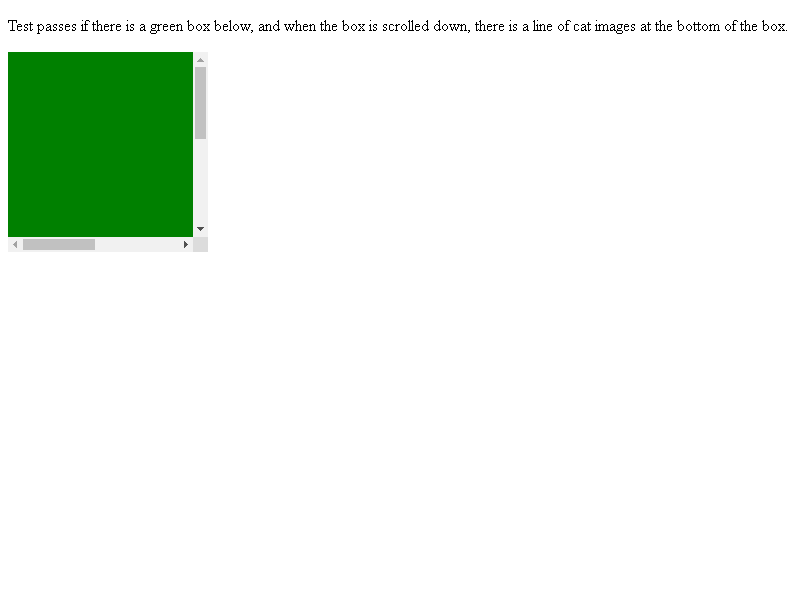 Test passes if there is a green box below, and when the box is scrolled down, there is a line of cat images at the bottom of the box.